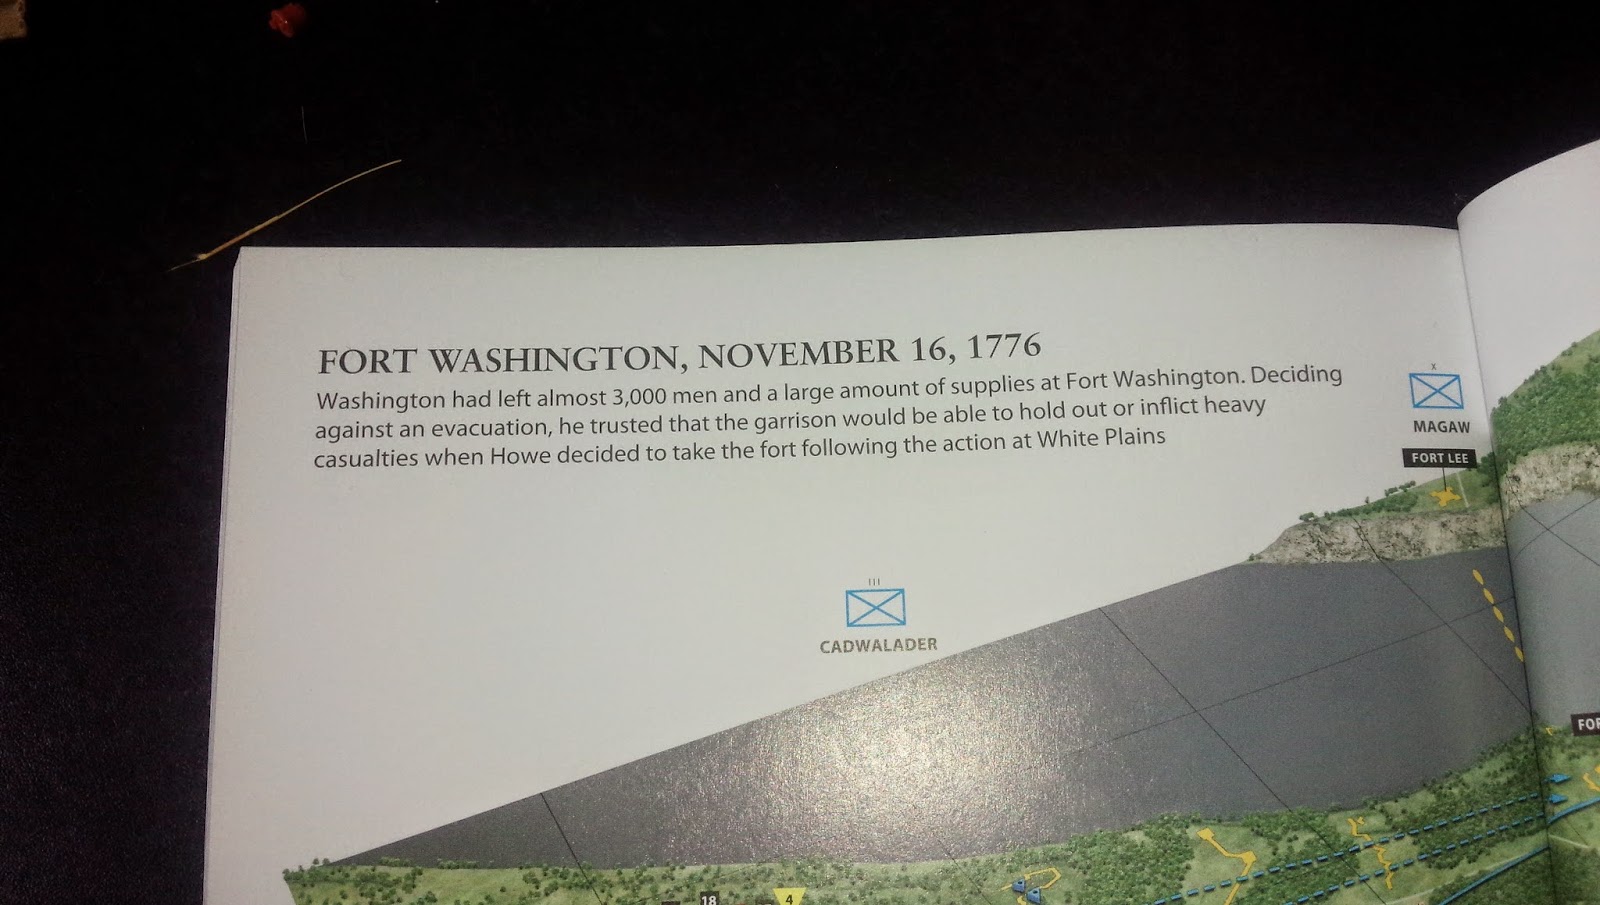 FORT WASHINGTON, NOVEMBER 16, 1776
Washington had left almost 3,000 men and a large amount of supplies at Fort Washington. Deciding
against an evacuation, he trusted that the garrison would be able to hold out or inflict heavy
casualties when Howe decided to take the fort following the action at White Plains
X
MAGAW
FORT LEE
III
CADWALADER
FOR
18
4